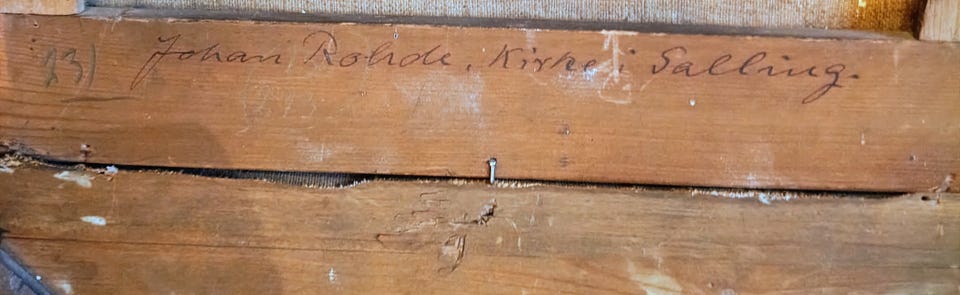 231 Johan Rohde. Kirke i Salling.